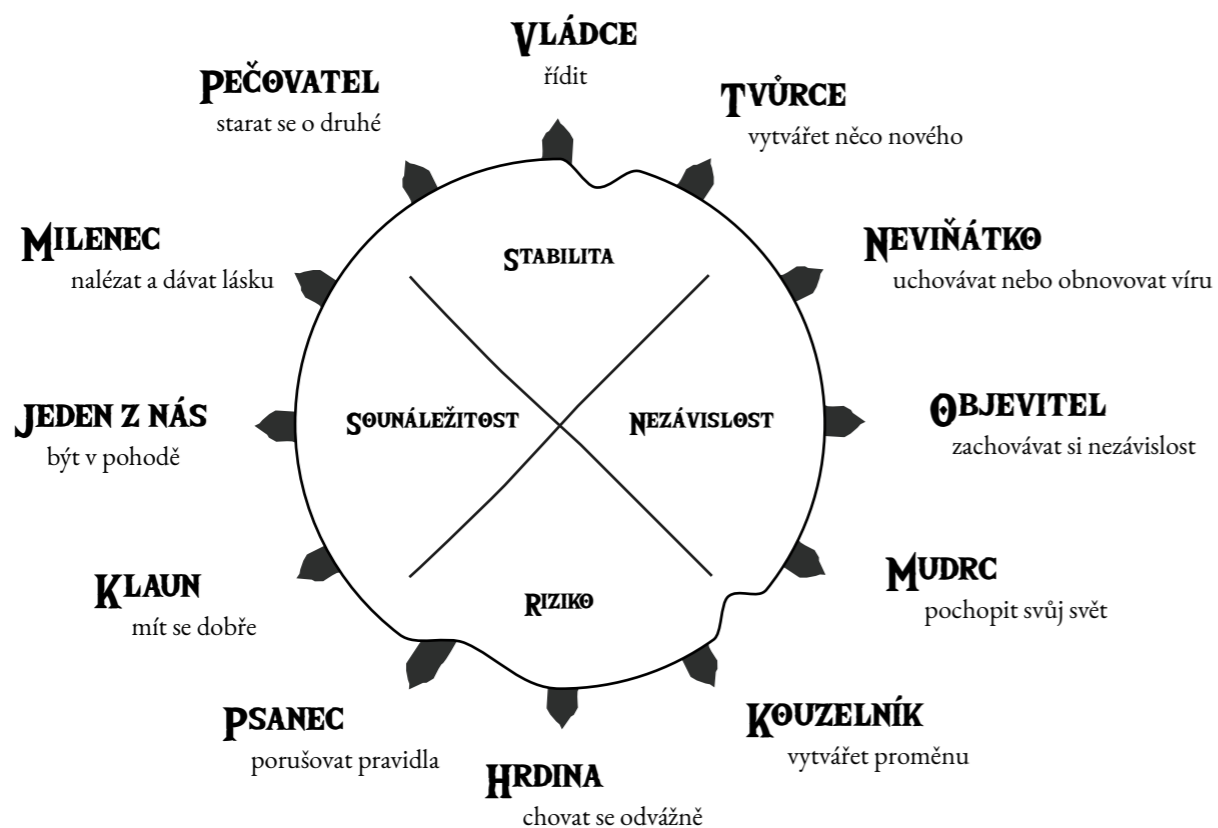 Vládce
řídit
Pečovatel
starat se o druhé
Tvůrce
vytvářet něco nového
Milenec
nalézat a dávat lásku
Neviňátko
uchovávat nebo obnovovat víru
Stabilita
Jeden z nás
být v pohodě
Sounáležitost
Nezávislost
Objevitel
zachovávat si nezávislost
Klaun
mít se dobře
Riziko
Mudrc
pochopit svůj svět
Psanec
porušovat pravidla
Kouzelník
vytvářet proměnu
Hrdina
chovat se odvážně